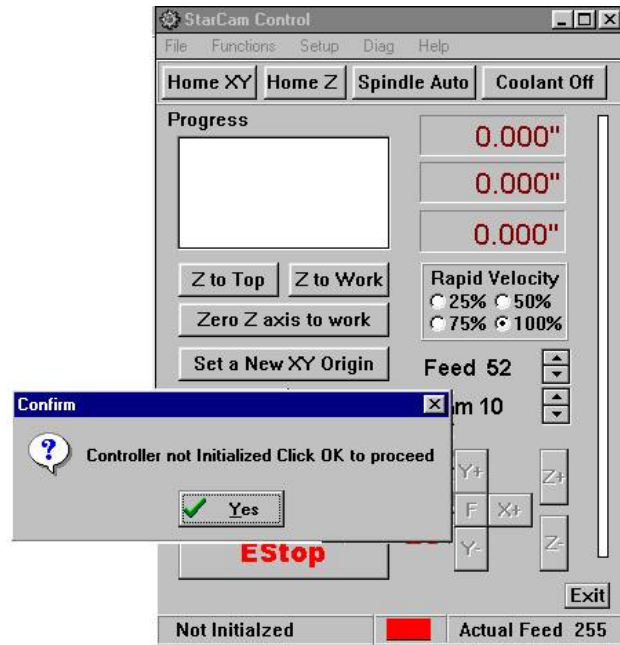 StarCam Control
File Functions Setup Diag Help
Home XY Home Z Spindle Auto Coolant Off
Progress
0.000"
0.000"
0.000"
Z to Top Z to Work
Zero Z axis to work
Set a New XY Origin
Rapid Velocity
25% 50%
75% 100%
Feed 52
m 10
Confirm
Controller not Initialized Click OK to proceed
Yes
Y+
Z+
F X+
Y-
Z-
EStop
Exit
Not Initialzed
Actual Feed 255